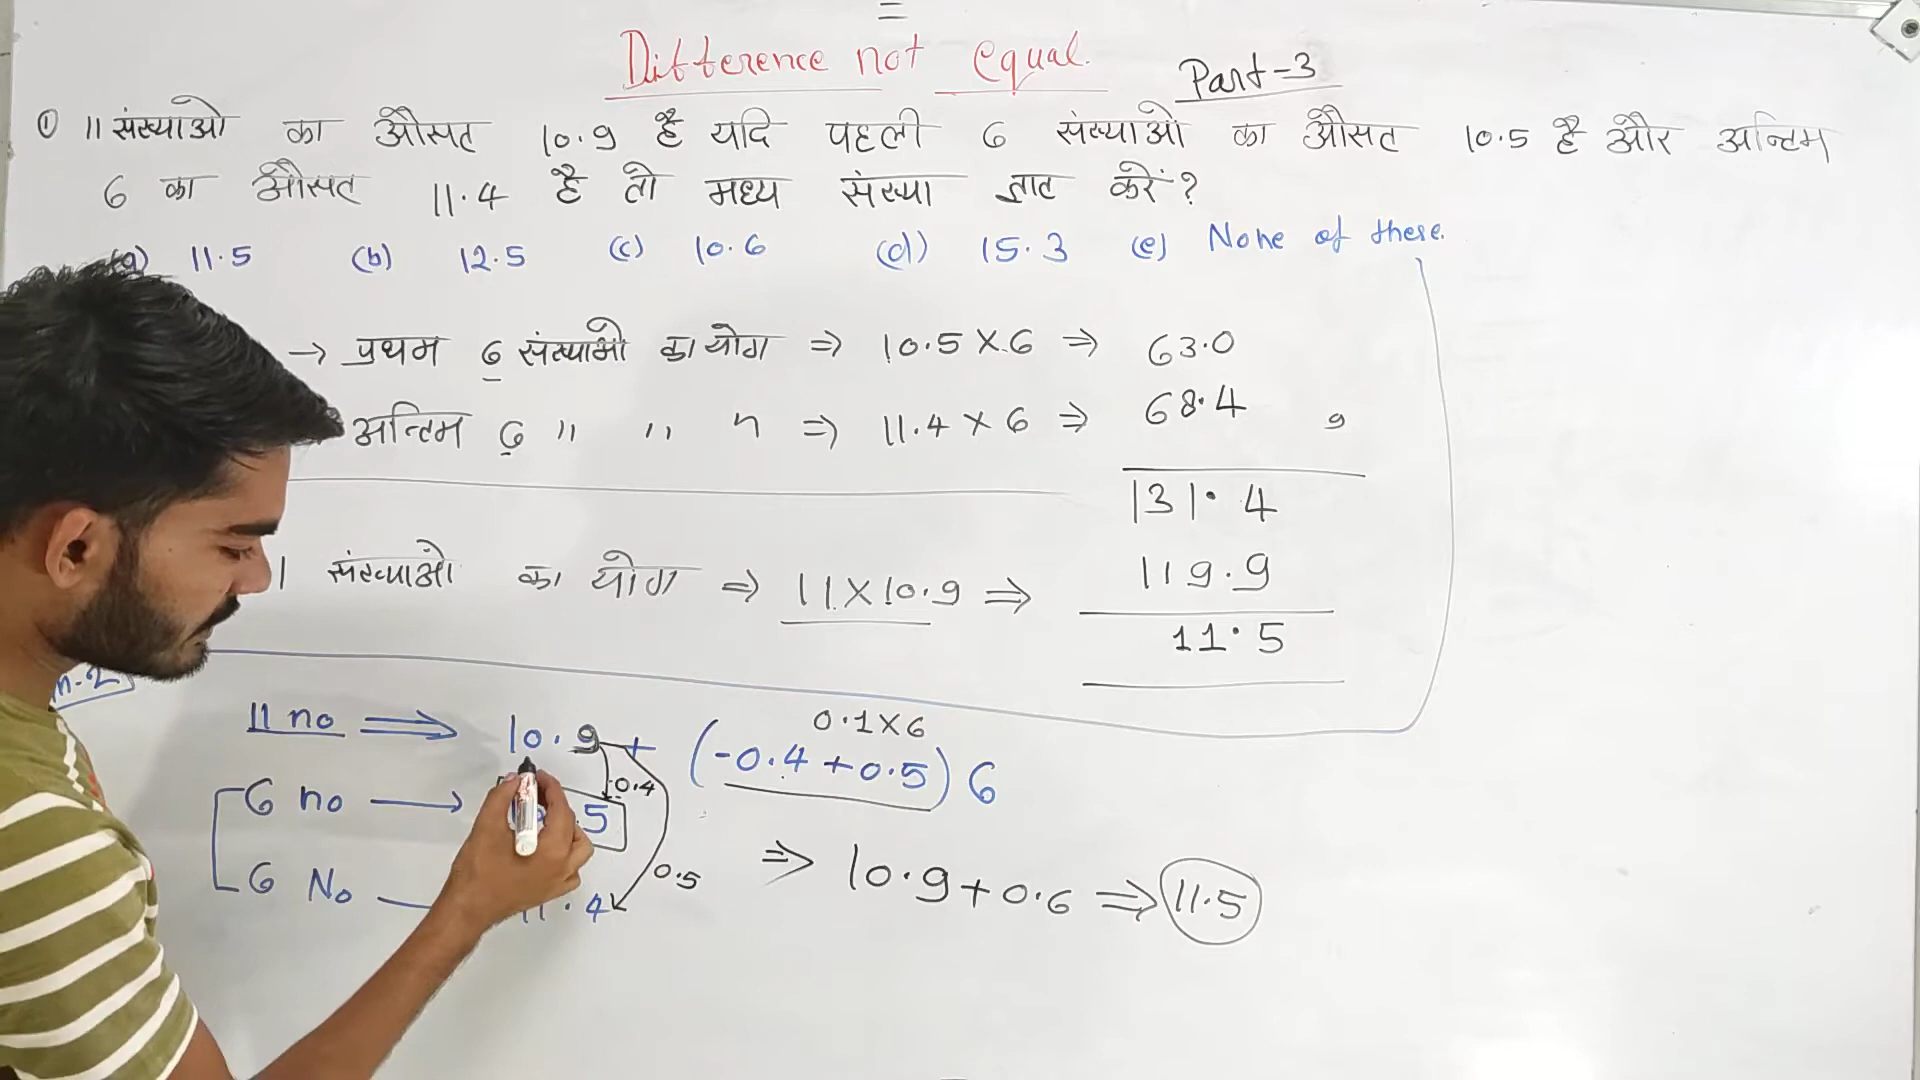 Difference not equal.
Part-3
① 11 संख्याओ का औसत 10.9 है यदि पहली 6 संख्याओ का औसत 10.5 है और अन्तिम
6 का औसत 11.4 है तो मध्य संख्या ज्ञात करें?
(a) 11.5 (b) 12.5 (c) 10.6 (d) 15.3 (e) None of these.
→ प्रथम 6 संख्याओ का योग ⇒ 10.5 × 6 ⇒ 63.0
अन्तिम 6 " " " ⇒ 11.4 × 6 ⇒ 68.4 9
131.4
संख्याओं का योग ⇒ 11×10.9 ⇒ 119.9
11.5
0.1×6
11 no ⇒ 10.9 + (-0.4 + 0.5) 6
6 no → .5 -0.4
0.5
6 No — 11.4
⇒ 10.9 + 0.6 ⇒ 11.5